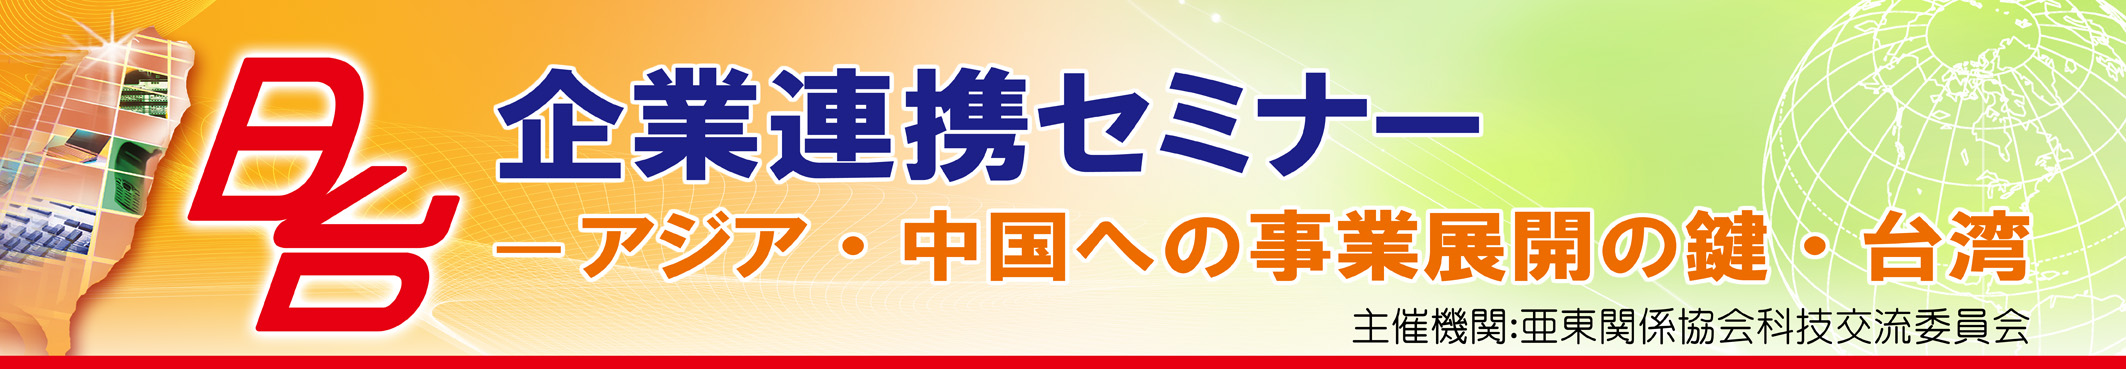 企業連携セミナー
—アジア・中国への事業展開の鍵・台湾
主催機関:亜東関係協会科技交流委員会